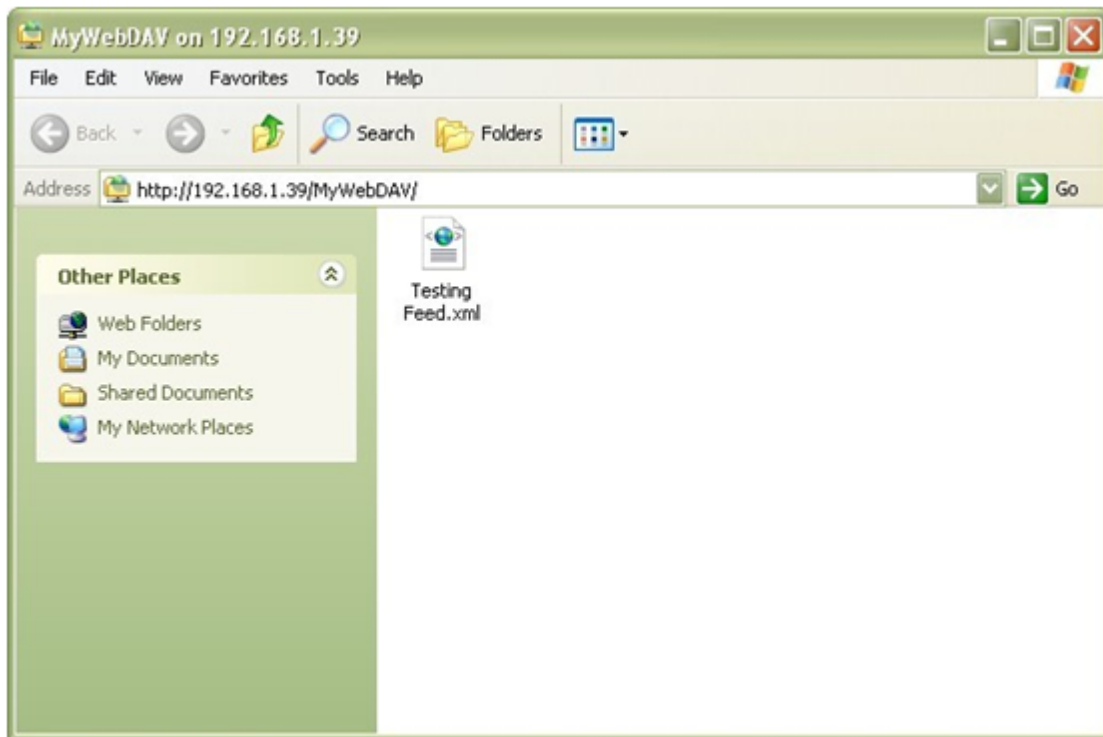 MyWebDAV on 192.168.1.39
File Edit View Favorites Tools Help
Back Search Folders
Address http://192.168.1.39/MyWebDAV/ Go
Other Places
Web Folders
My Documents
Shared Documents
My Network Places
Testing
Feed.xml